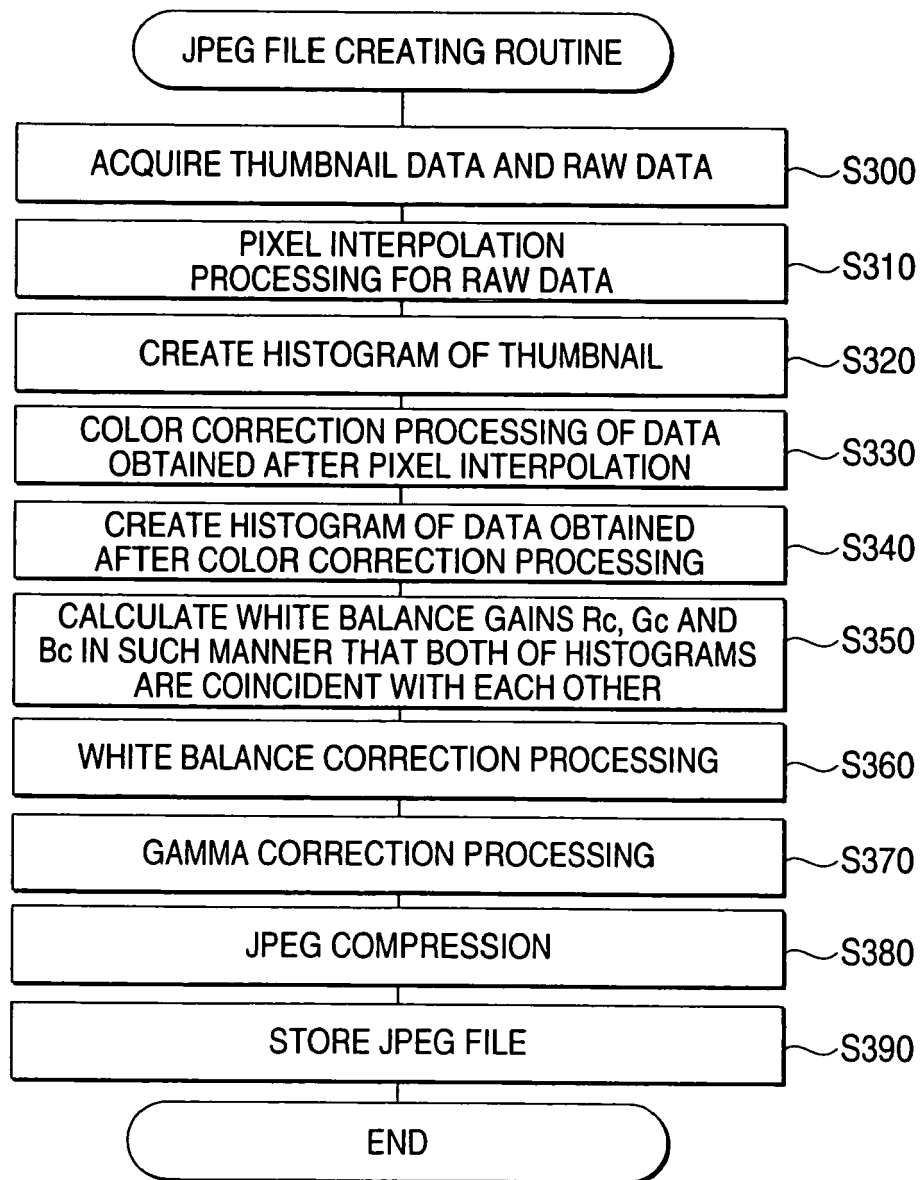 JPEG FILE CREATING ROUTINE
ACQUIRE THUMBNAIL DATA AND RAW DATA
S300
PIXEL INTERPOLATION
PROCESSING FOR RAW DATA
S310
CREATE HISTOGRAM OF THUMBNAIL
S320
COLOR CORRECTION PROCESSING OF DATA
OBTAINED AFTER PIXEL INTERPOLATION
S330
CREATE HISTOGRAM OF DATA OBTAINED
AFTER COLOR CORRECTION PROCESSING
S340
CALCULATE WHITE BALANCE GAINS Rc, Gc AND
Bc IN SUCH MANNER THAT BOTH OF HISTOGRAMS
ARE COINCIDENT WITH EACH OTHER
S350
WHITE BALANCE CORRECTION PROCESSING
S360
GAMMA CORRECTION PROCESSING
S370
JPEG COMPRESSION
S380
STORE JPEG FILE
S390
END